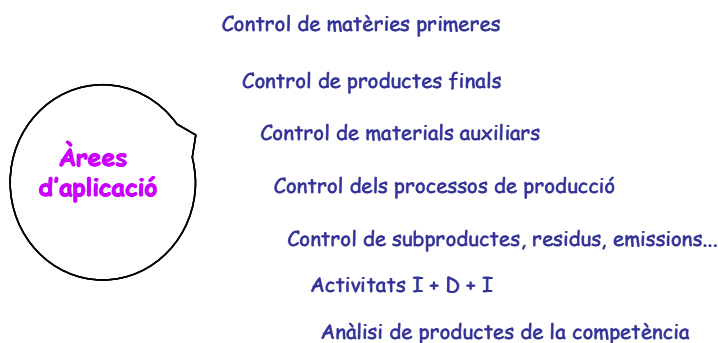 Control de matèries primeres
Control de productes finals
Control de materials auxiliars
Àrees
d'aplicació
Control dels processos de producció
Control de subproductes, residus, emissions...
Activitats I + D + I
Anàlisi de productes de la competència